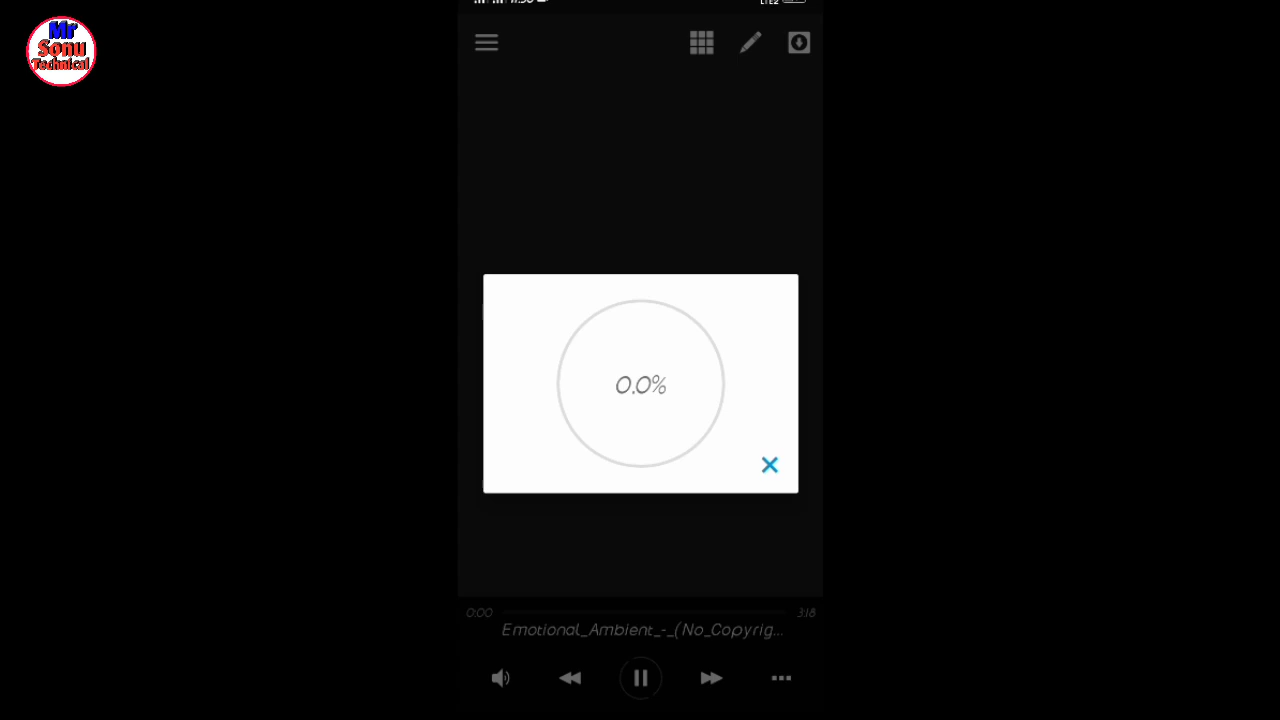 Mr
Sonu
Technical
0.0%
0:00
3:18
Emotional_Ambient_-_(No_Copyrig...